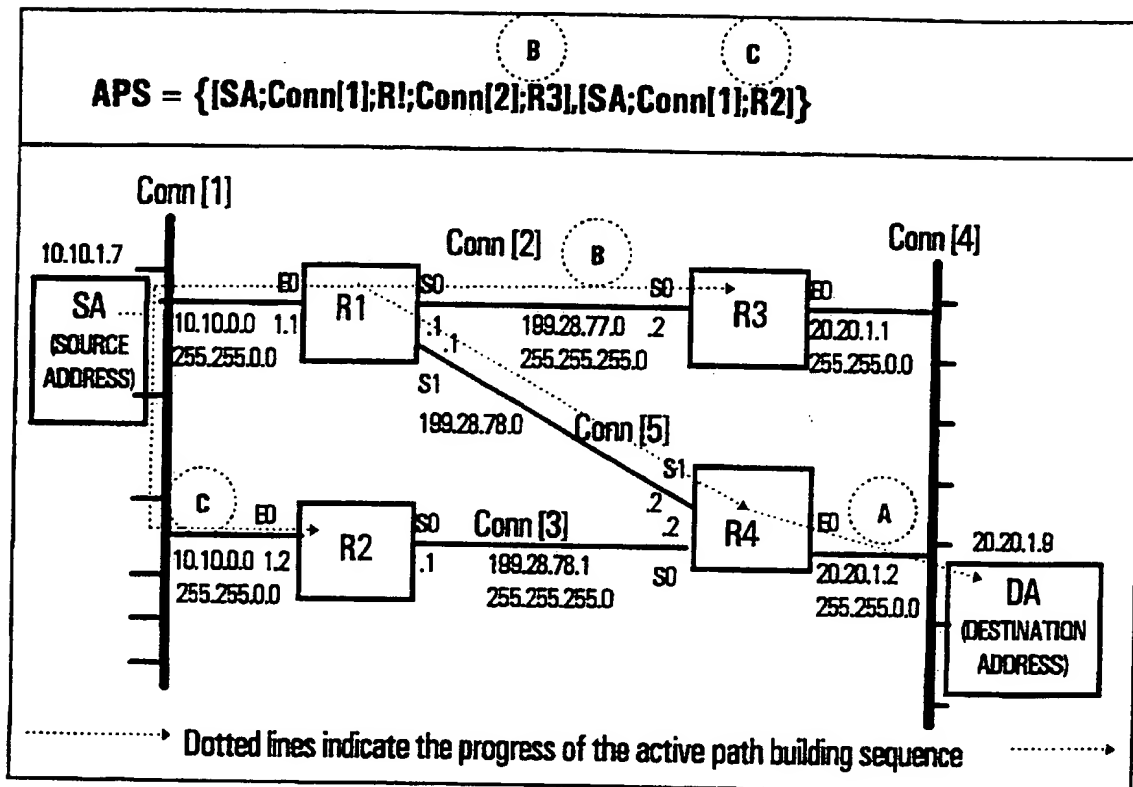 B
C
APS = {[SA;Conn[1];R!;Conn[2];R3],[SA;Conn[1];R2]}
Conn [1]
10.10.1.7
Conn [2]
B
Conn [4]
SA
(SOURCE
ADDRESS)
E0
R1
S0
S0
R3
E0
10.10.0.0 1.1
255.255.0.0
.1
.1
199.28.77.0
.2
255.255.255.0
20.20.1.1
255.255.0.0
S1
199.28.78.0
Conn [5]
S1
C
E0
R2
S0
Conn [3]
.2
.2
R4
E0
A
10.10.0.0 1.2
255.255.0.0
.1
199.28.78.1
255.255.255.0
S0
20.20.1.2
255.255.0.0
20.20.1.9
DA
(DESTINATION
ADDRESS)
Dotted lines indicate the progress of the active path building sequence